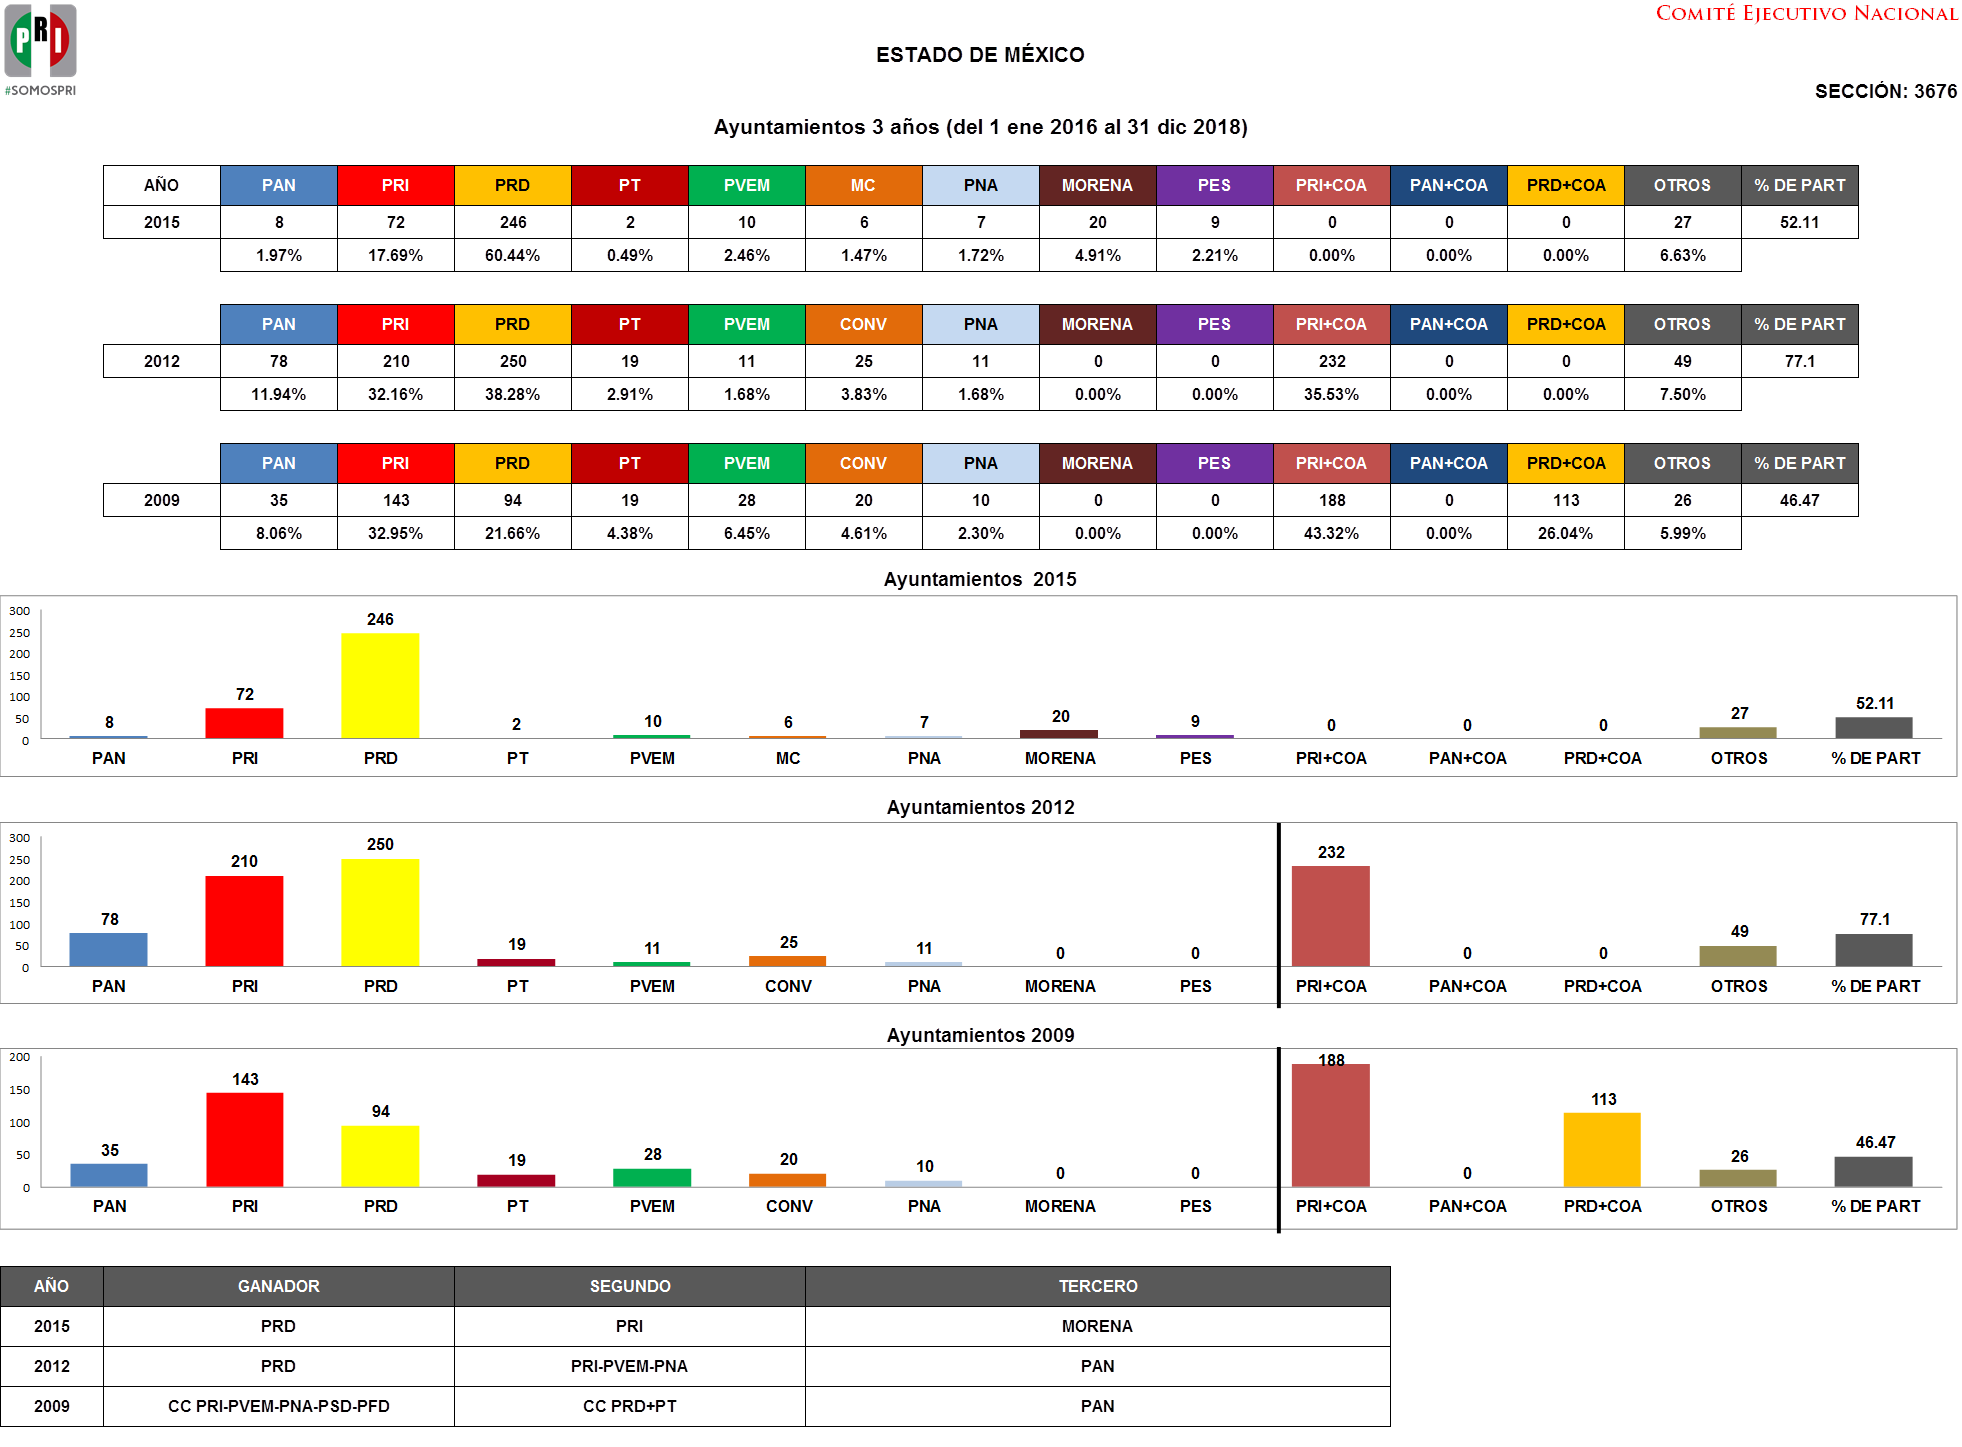 PRI
#SOMOSPRI
COMITÉ EJECUTIVO NACIONAL
ESTADO DE MÉXICO
SECCIÓN: 3676
Ayuntamientos 3 años (del 1 ene 2016 al 31 dic 2018)
AÑO PAN PRI PRD PT PVEM MC PNA MORENA PES PRI+COA PAN+COA PRD+COA OTROS % DE PART
2015 8 72 246 2 10 6 7 20 9 0 0 0 27 52.11
1.97% 17.69% 60.44% 0.49% 2.46% 1.47% 1.72% 4.91% 2.21% 0.00% 0.00% 0.00% 6.63%
PAN PRI PRD PT PVEM CONV PNA MORENA PES PRI+COA PAN+COA PRD+COA OTROS % DE PART
2012 78 210 250 19 11 25 11 0 0 232 0 0 49 77.1
11.94% 32.16% 38.28% 2.91% 1.68% 3.83% 1.68% 0.00% 0.00% 35.53% 0.00% 0.00% 7.50%
PAN PRI PRD PT PVEM CONV PNA MORENA PES PRI+COA PAN+COA PRD+COA OTROS % DE PART
2009 35 143 94 19 28 20 10 0 0 188 0 113 26 46.47
8.06% 32.95% 21.66% 4.38% 6.45% 4.61% 2.30% 0.00% 0.00% 43.32% 0.00% 26.04% 5.99%
Ayuntamientos 2015
300
250
200
150
100
50
0
8 72 246 2 10 6 7 20 9 0 0 0 27 52.11
PAN PRI PRD PT PVEM MC PNA MORENA PES PRI+COA PAN+COA PRD+COA OTROS % DE PART
Ayuntamientos 2012
300
250
200
150
100
50
0
78 210 250 19 11 25 11 0 0 232 0 0 49 77.1
PAN PRI PRD PT PVEM CONV PNA MORENA PES PRI+COA PAN+COA PRD+COA OTROS % DE PART
Ayuntamientos 2009
200
150
100
50
0
35 143 94 19 28 20 10 0 0 188 0 113 26 46.47
PAN PRI PRD PT PVEM CONV PNA MORENA PES PRI+COA PAN+COA PRD+COA OTROS % DE PART
AÑO GANADOR SEGUNDO TERCERO
2015 PRD PRI MORENA
2012 PRD PRI-PVEM-PNA PAN
2009 CC PRI-PVEM-PNA-PSD-PFD CC PRD+PT PAN